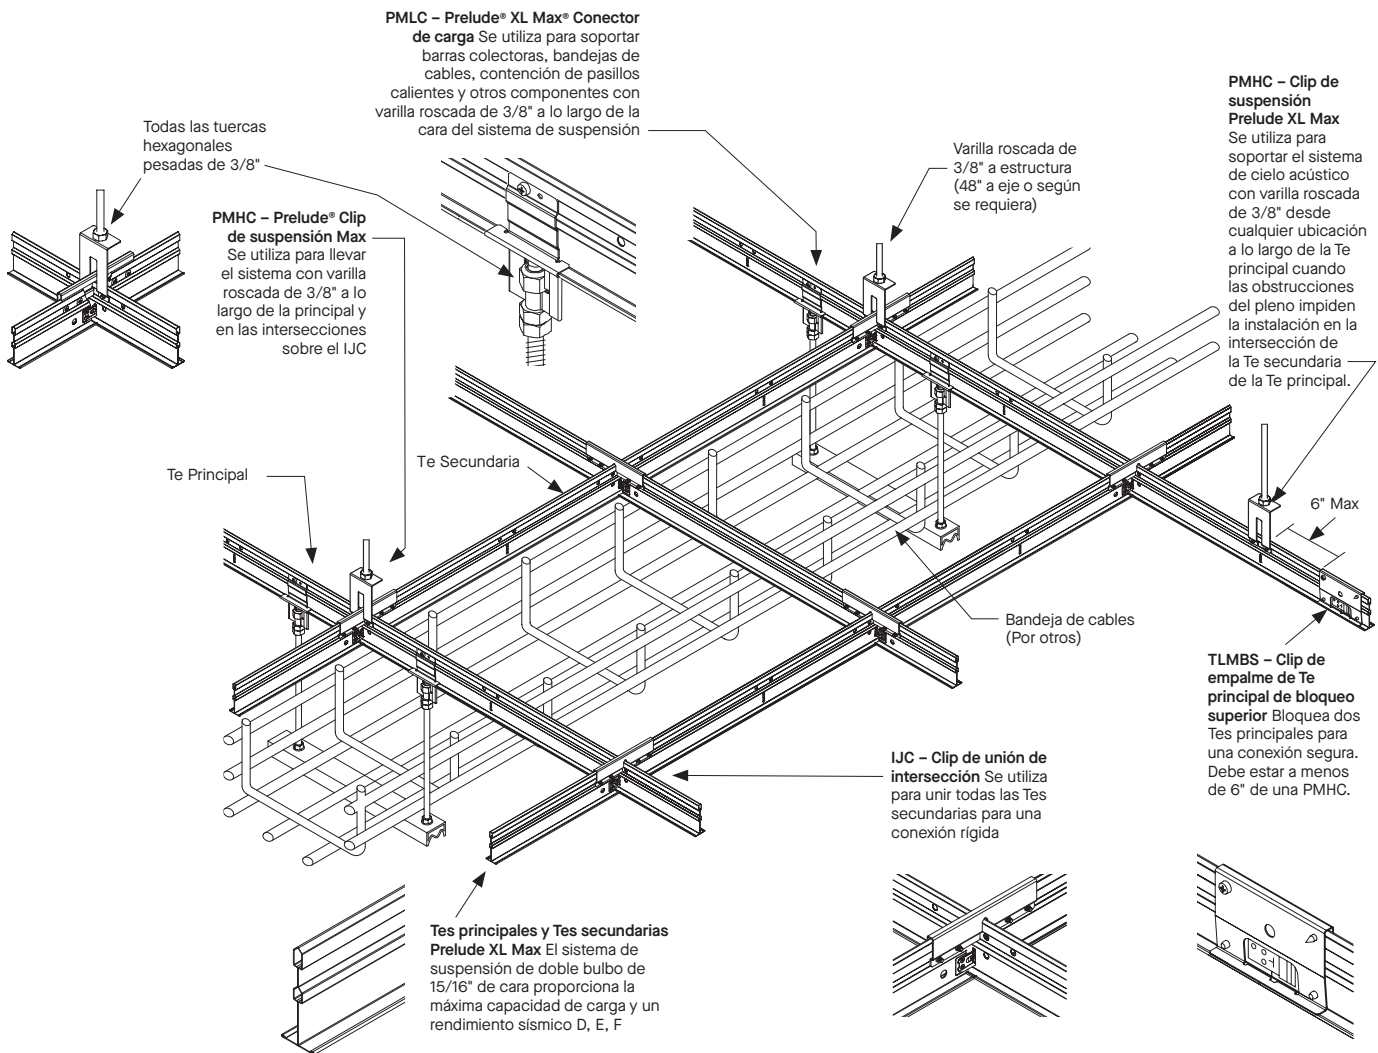 PMLC – Prelude® XL Max® Conector
de carga Se utiliza para soportar
barras colectoras, bandejas de
cables, contención de pasillos
calientes y otros componentes con
varilla roscada de 3/8" a lo largo de la
cara del sistema de suspensión
Todas las tuercas
hexagonales
pesadas de 3/8"
PMHC – Prelude® Clip
de suspensión Max
Se utiliza para llevar
el sistema con varilla
roscada de 3/8" a lo
largo de la principal y
en las intersecciones
sobre el IJC
Varilla roscada de
3/8" a estructura
(48" a eje o según
se requiera)
PMHC – Clip de
suspensión
Prelude XL Max
Se utiliza para
soportar el sistema
de cielo acústico
con varilla roscada
de 3/8" desde
cualquier ubicación
a lo largo de la Te
principal cuando
las obstrucciones
del pleno impiden
la instalación en la
intersección de
la Te secundaria
de la Te principal.
Te Principal
Te Secundaria
6" Max
Bandeja de cables
(Por otros)
TLMBS – Clip de
empalme de Te
principal de bloqueo
superior Bloquea dos
Tes principales para
una conexión segura.
Debe estar a menos
de 6" de una PMHC.
IJC – Clip de unión de
intersección Se utiliza
para unir todas las Tes
secundarias para una
conexión rígida
Tes principales y Tes secundarias
Prelude XL Max El sistema de
suspensión de doble bulbo de
15/16" de cara proporciona la
máxima capacidad de carga y un
rendimiento sísmico D, E, F